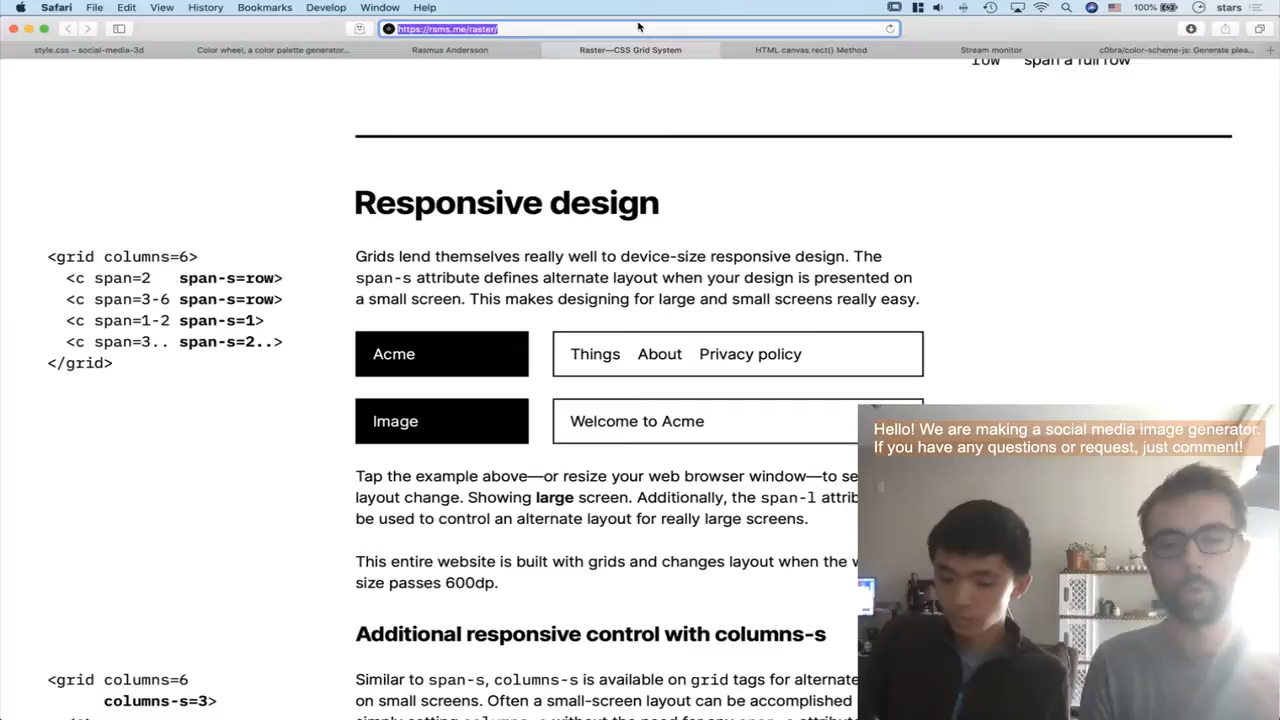 Safari File Edit View History Bookmarks Develop Window Help 100% stars
https://rsms.me/raster/
style.css – social-media-3d Color wheel, a color palette generator... Rasmus Andersson Raster—CSS Grid System HTML canvas rect() Method Stream monitor c0bra/color-scheme-js: Generate plea...
row span a full row
Responsive design
<grid columns=6>
<c span=2 span-s=row>
<c span=3-6 span-s=row>
<c span=1-2 span-s=1>
<c span=3.. span-s=2..>
</grid>
Grids lend themselves really well to device-size responsive design. The
span-s attribute defines alternate layout when your design is presented on
a small screen. This makes designing for large and small screens really easy.
Acme Things About Privacy policy
Image Welcome to Acme
Hello! We are making a social media image generator.
If you have any questions or request, just comment!
Tap the example above—or resize your web browser window—to se
layout change. Showing large screen. Additionally, the span-l attrib
be used to control an alternate layout for really large screens.
This entire website is built with grids and changes layout when the w
size passes 600dp.
Additional responsive control with columns-s
<grid columns=6
columns-s=3>
Similar to span-s, columns-s is available on grid tags for alternate
on small screens. Often a small-screen layout can be accomplished
simply setting columns-s without the need for any span-s attribute